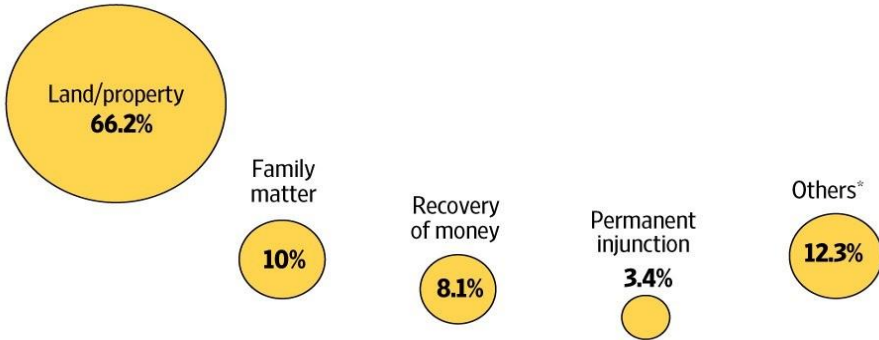 Land/property
66.2%
Family
matter
10%
Recovery
of money
8.1%
Permanent
injunction
3.4%
Others*
12.3%